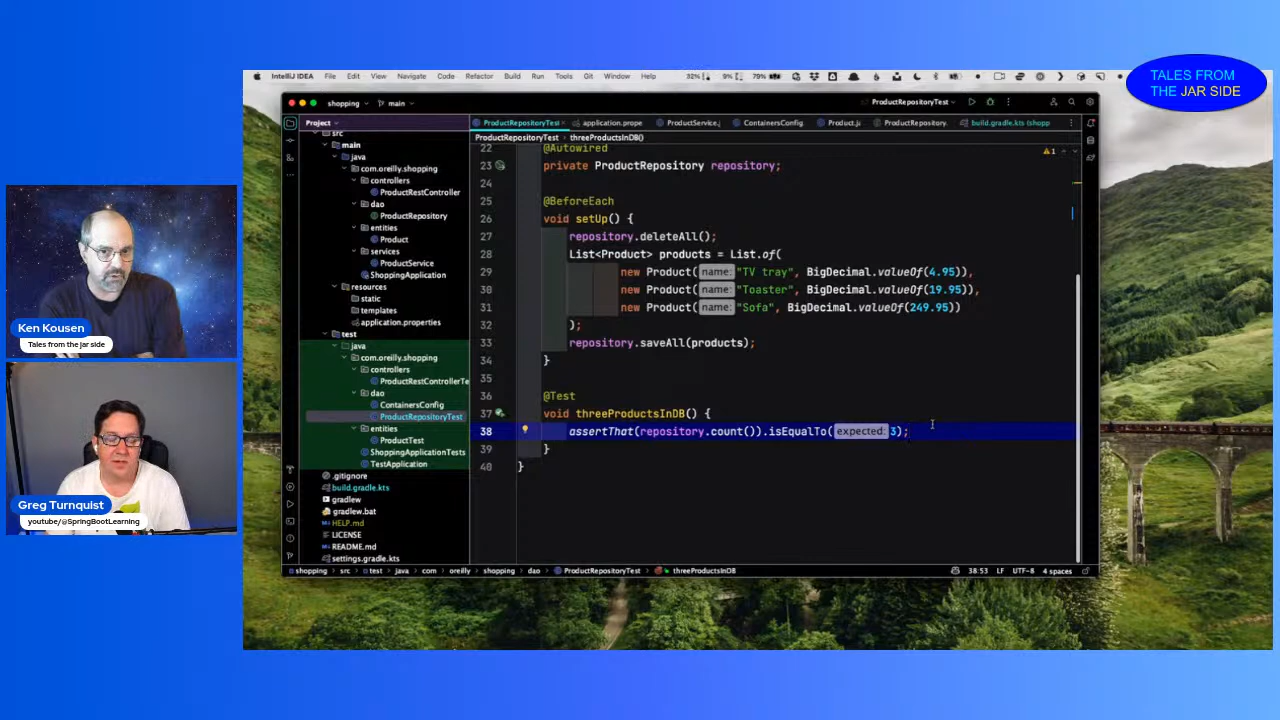 TALES FROM
THE JAR SIDE
IntelliJ IDEA File Edit View Navigate Code Refactor Build Run Tools Git Window Help 32% 9% 79%
shopping main ProductRepositoryTest
Project
ProductRepositoryTest application.prope ProductService.j ContainersConfig Product.j ProductRepository. build.gradle.kts (shopp
ProductRepositoryTest threeProductsInDB()
src
main
java
com.oreilly.shopping
controllers
ProductRestController
dao
ProductRepository
entities
Product
services
ProductService
ShoppingApplication
resources
static
templates
application.properties
test
java
com.oreilly.shopping
controllers
ProductRestControllerTe
dao
ContainersConfig
ProductRepositoryTest
entities
ProductTest
ShoppingApplicationTests
TestApplication
.gitignore
build.gradle.kts
gradlew
gradlew.bat
HELP.md
LICENSE
README.md
settings.gradle.kts
22 @Autowired
23 private ProductRepository repository;
24
25 @BeforeEach
26 void setUp() {
27 repository.deleteAll();
28 List<Product> products = List.of(
29 new Product( name: "TV tray", BigDecimal.valueOf(4.95)),
30 new Product( name: "Toaster", BigDecimal.valueOf(19.95)),
31 new Product( name: "Sofa", BigDecimal.valueOf(249.95))
32 );
33 repository.saveAll(products);
34 }
35
36 @Test
37 void threeProductsInDB() {
38 assertThat(repository.count()).isEqualTo( expected: 3);
39 }
40 }
1
shopping src test java com oreilly shopping dao ProductRepositoryTest threeProductsInDB 38:53 LF UTF-8 4 spaces
Ken Kousen
Tales from the jar side
Greg Turnquist
youtube/@SpringBootLearning